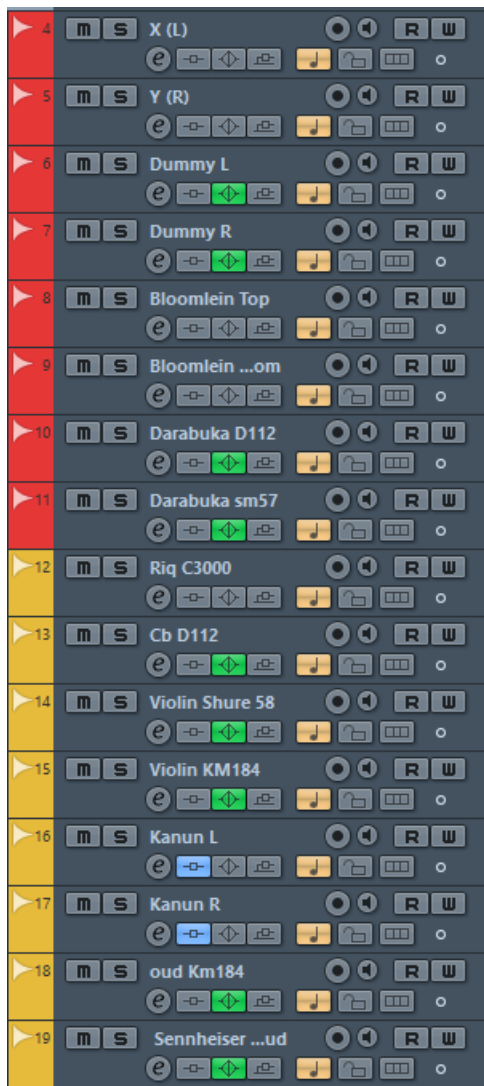 4 m S X (L) R W
e
5 m S Y (R) R W
e
6 m S Dummy L R W
e
7 m S Dummy R R W
e
8 m S Bloomlein Top R W
e
9 m S Bloomlein ...om R W
e
10 m S Darabuka D112 R W
e
11 m S Darabuka sm57 R W
e
12 m S Riq C3000 R W
e
13 m S Cb D112 R W
e
14 m S Violin Shure 58 R W
e
15 m S Violin KM184 R W
e
16 m S Kanun L R W
e
17 m S Kanun R R W
e
18 m S oud Km184 R W
e
19 m S Sennheiser ...ud R W
e